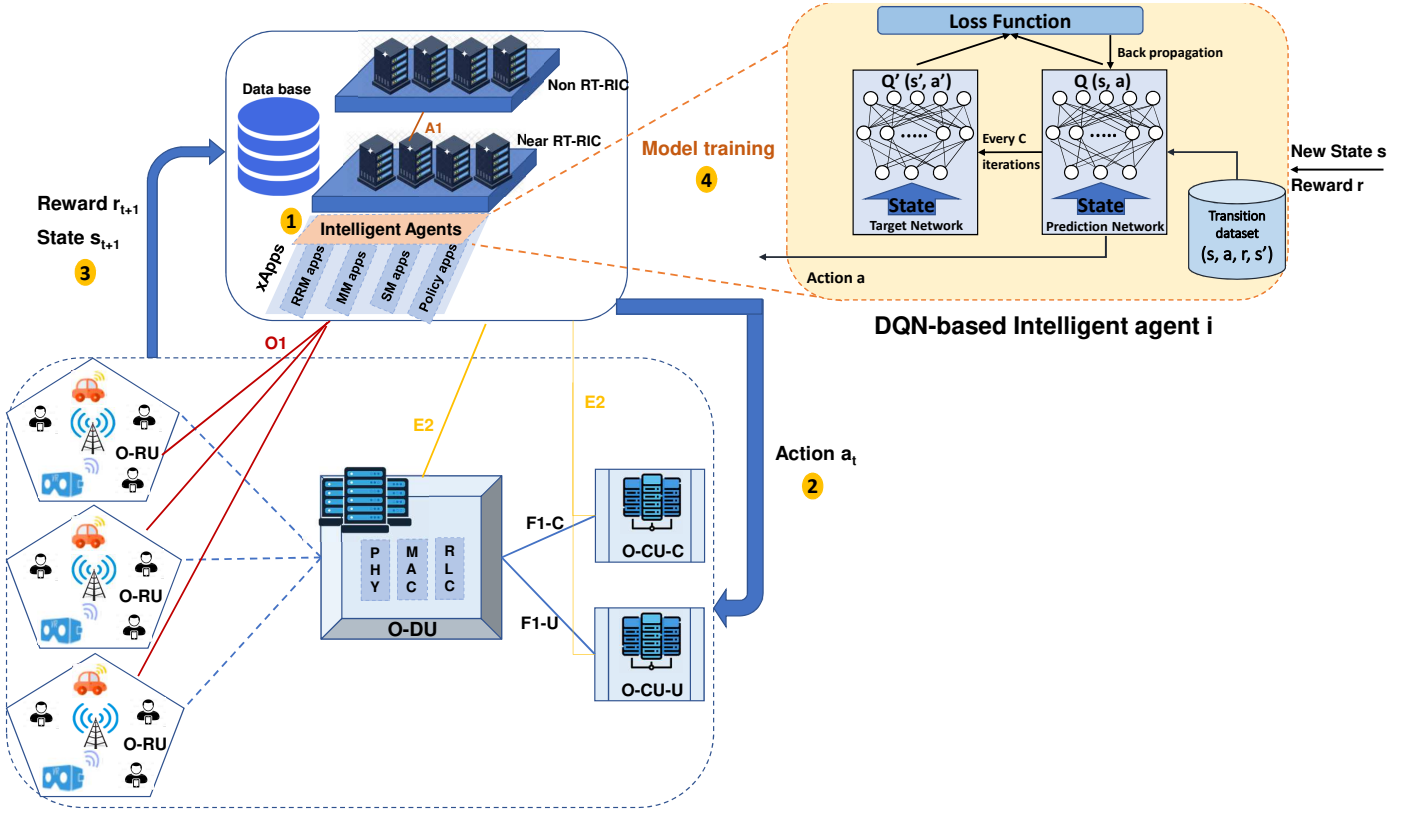 Data base
Non RT-RIC
A1
Near RT-RIC
1
Intelligent Agents
xApps
RRM apps
MM apps
SM apps
Policy apps
Reward r_{t+1}
State s_{t+1}
3
Model training
4
Loss Function
Back propagation
Q' (s', a')
Q (s, a)
.....
.....
Every C
iterations
State
State
Target Network
Prediction Network
New State s
Reward r
Transition
dataset
(s, a, r, s')
Action a
DQN-based Intelligent agent i
O1
E2
E2
Action a_t
2
O-RU
O-RU
O-RU
PHY
MAC
RLC
O-DU
F1-C
F1-U
O-CU-C
O-CU-U